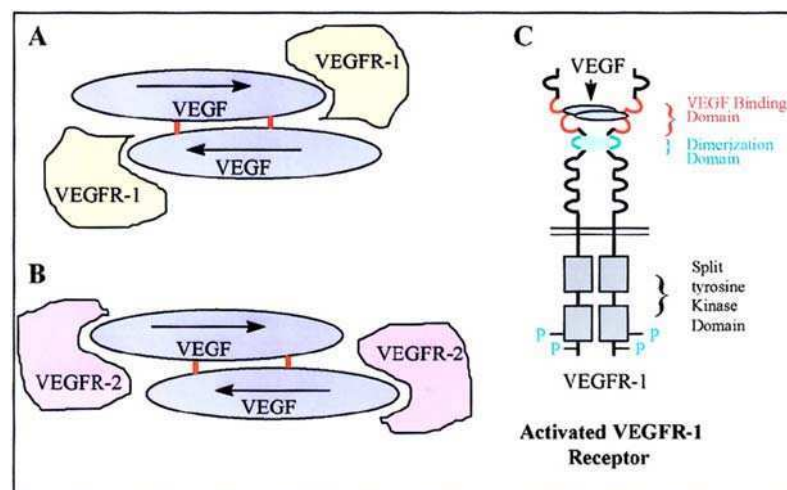 A
VEGFR-1
VEGF
VEGF
VEGFR-1
B
VEGFR-2
VEGF
VEGF
VEGFR-2
C
VEGF
VEGF Binding
Domain
Dimerization
Domain
Split
tyrosine
Kinase
Domain
P P
P P
VEGFR-1
Activated VEGFR-1
Receptor